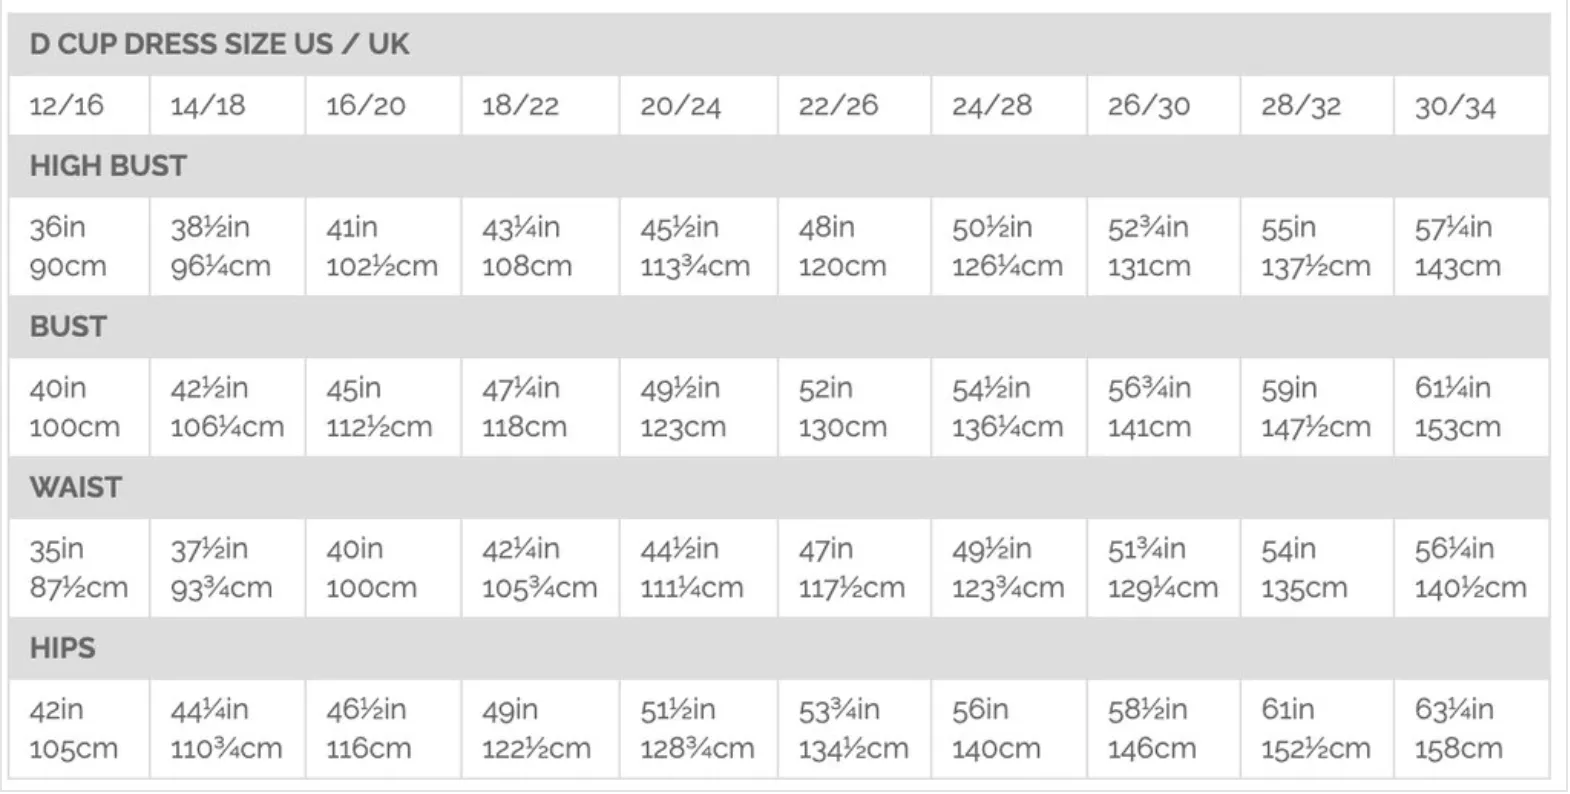 D CUP DRESS SIZE US / UK
12/16 14/18 16/20 18/22 20/24 22/26 24/28 26/30 28/32 30/34
HIGH BUST
36in 38½in 41in 43¼in 45½in 48in 50½in 52¾in 55in 57¼in
90cm 96¼cm 102½cm 108cm 113¾cm 120cm 126¼cm 131cm 137½cm 143cm
BUST
40in 42½in 45in 47¼in 49½in 52in 54½in 56¾in 59in 61¼in
100cm 106¼cm 112½cm 118cm 123cm 130cm 136¼cm 141cm 147½cm 153cm
WAIST
35in 37½in 40in 42¼in 44½in 47in 49½in 51¾in 54in 56¼in
87½cm 93¾cm 100cm 105¾cm 111¼cm 117½cm 123¾cm 129¼cm 135cm 140½cm
HIPS
42in 44¼in 46½in 49in 51½in 53¾in 56in 58½in 61in 63¼in
105cm 110¾cm 116cm 122½cm 128¾cm 134½cm 140cm 146cm 152½cm 158cm